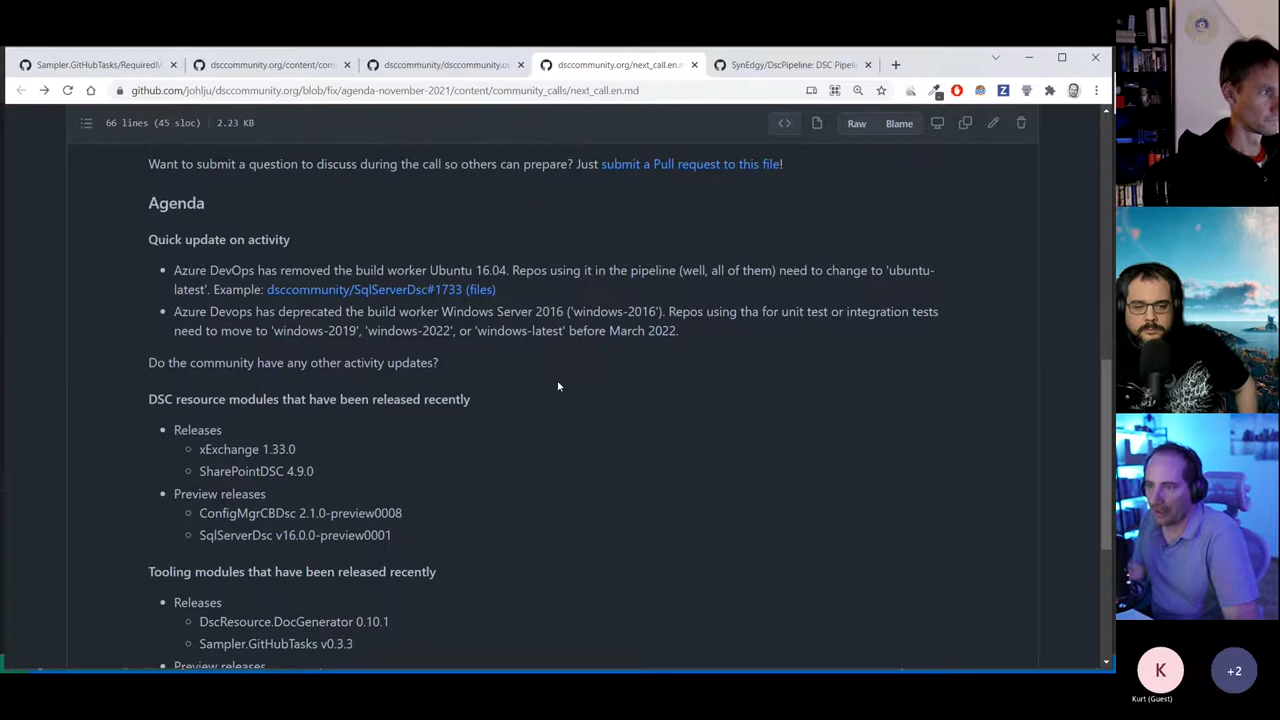 Sampler.GitHubTasks/RequiredM
dsccommunity.org/content/com
dsccommunity/dsccommunity.o
dsccommunity.org/next_call.en.m
SynEdgy/DscPipeline: DSC Pipeli
github.com/johlju/dsccommunity.org/blob/fix/agenda-november-2021/content/community_calls/next_call.en.md
66 lines (45 sloc) 2.23 KB
Raw Blame
Want to submit a question to discuss during the call so others can prepare? Just submit a Pull request to this file!
Agenda
Quick update on activity
Azure DevOps has removed the build worker Ubuntu 16.04. Repos using it in the pipeline (well, all of them) need to change to 'ubuntu-
latest'. Example: dsccommunity/SqlServerDsc#1733 (files)
Azure Devops has deprecated the build worker Windows Server 2016 ('windows-2016'). Repos using tha for unit test or integration tests
need to move to 'windows-2019', 'windows-2022', or 'windows-latest' before March 2022.
Do the community have any other activity updates?
DSC resource modules that have been released recently
Releases
xExchange 1.33.0
SharePointDSC 4.9.0
Preview releases
ConfigMgrCBDsc 2.1.0-preview0008
SqlServerDsc v16.0.0-preview0001
Tooling modules that have been released recently
Releases
DscResource.DocGenerator 0.10.1
Sampler.GitHubTasks v0.3.3
Preview releases
K
+2
Kurt (Guest)